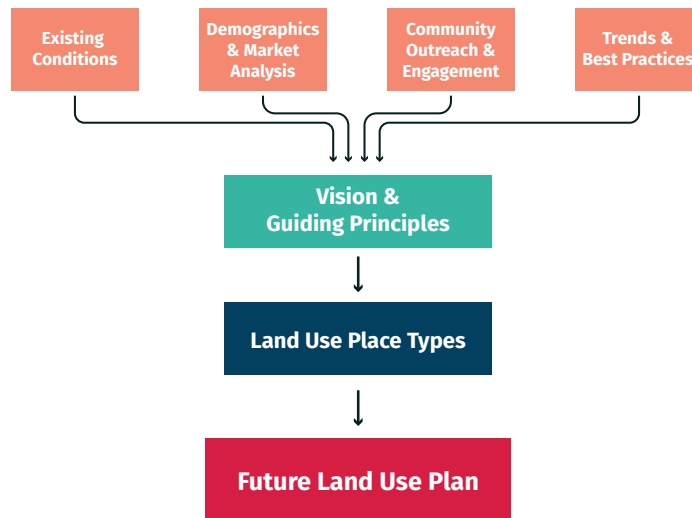 Existing
Conditions
Demographics
& Market
Analysis
Community
Outreach &
Engagement
Trends &
Best Practices
Vision &
Guiding Principles
Land Use Place Types
Future Land Use Plan